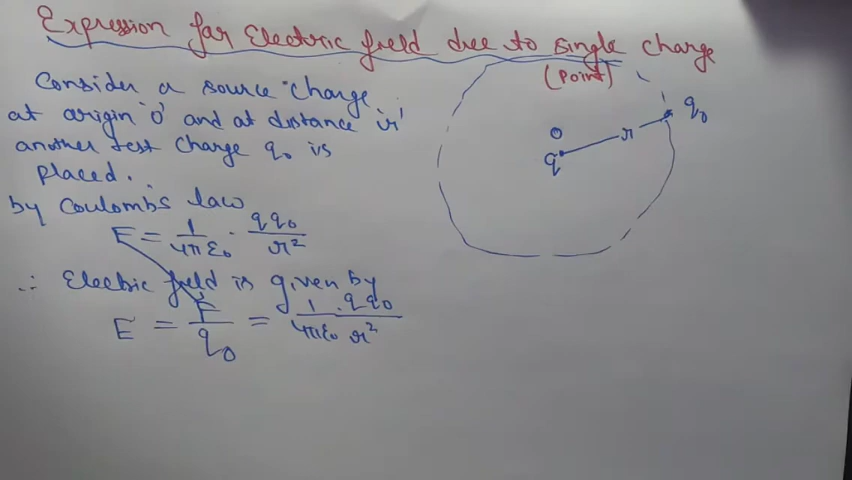 Expression for Electric field due to single charge
(Point)
Consider a source charge
at origin 'O' and at distance 'r'
another test charge q₀ is
placed.
by Coulombs law
F = 1/4πε₀ . qq₀/r²
∴ Electric field is given by
E = F/q₀ = 1 . qq₀/4πε₀ r²
O
q
r
q₀